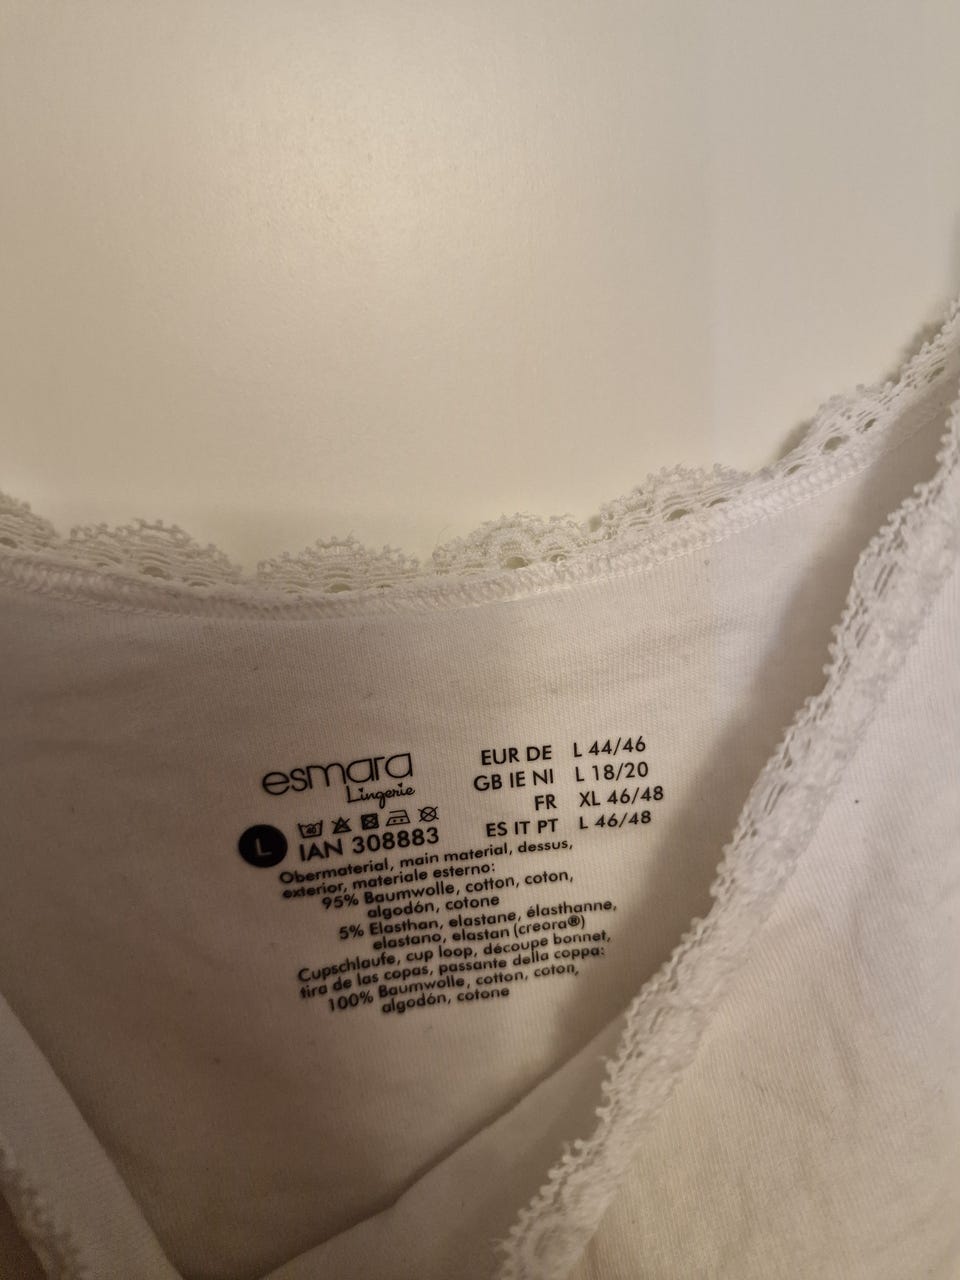 esmara
Lingerie
L
IAN 308883
EUR DE L 44/46
GB IE NI L 18/20
FR XL 46/48
ES IT PT L 46/48
Obermaterial, main material, dessus,
exterior, materiale esterno:
95% Baumwolle, cotton, coton,
algodón, cotone
5% Elasthan, elastane, élasthanne,
elastano, elastan (creora®)
Cupschlaufe, cup loop, découpe bonnet,
tira de las copas, passante della coppa:
100% Baumwolle, cotton, coton,
algodón, cotone